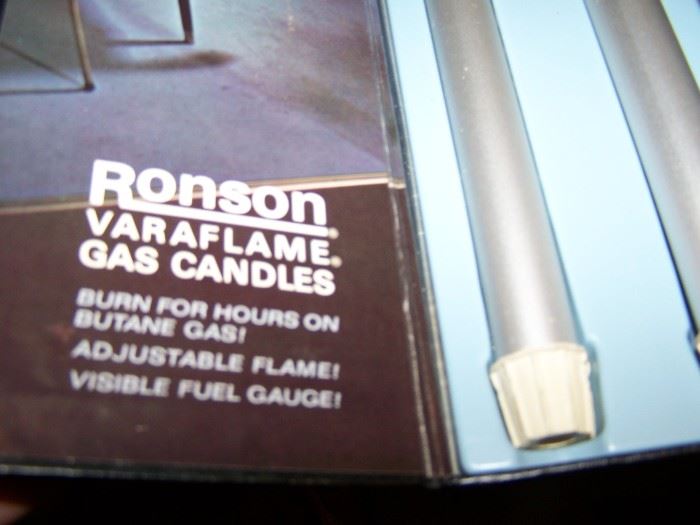 Ronson
VARAFLAME
GAS CANDLES
BURN FOR HOURS ON
BUTANE GAS!
ADJUSTABLE FLAME!
VISIBLE FUEL GAUGE!